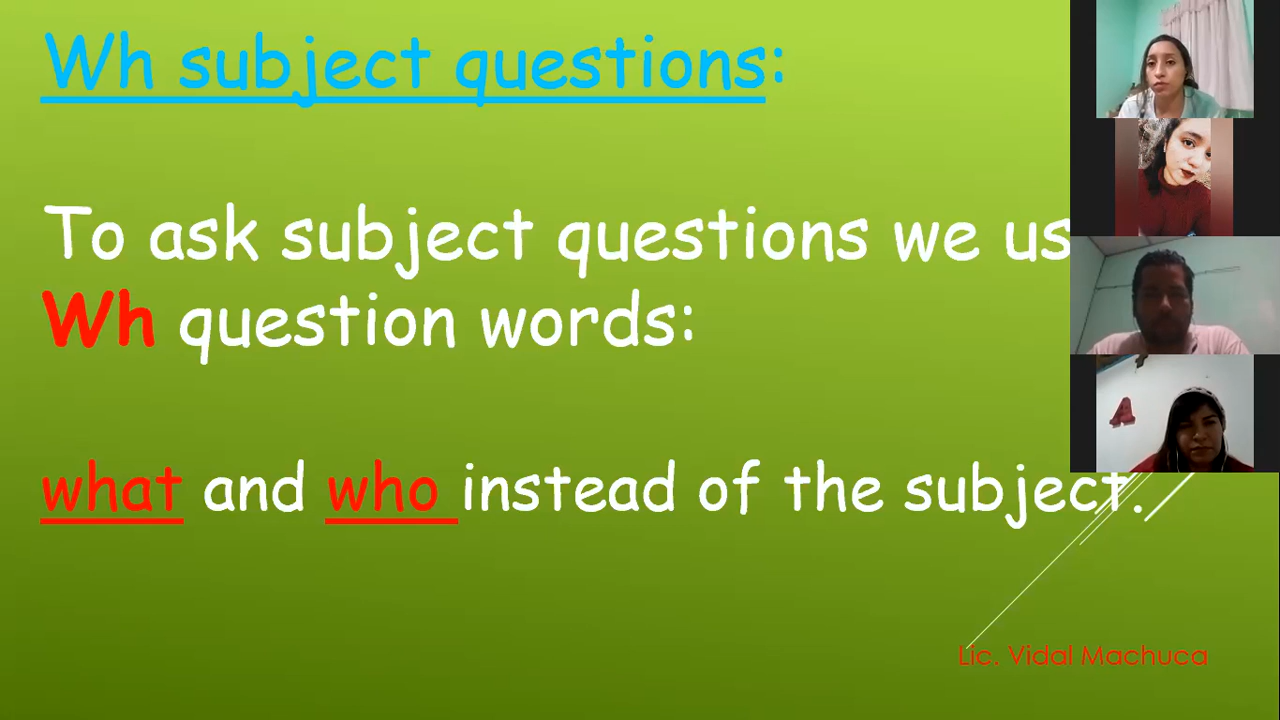 Wh subject questions:
To ask subject questions we us
Wh question words:
what and who instead of the subject.
A
Lic. Vidal Machuca